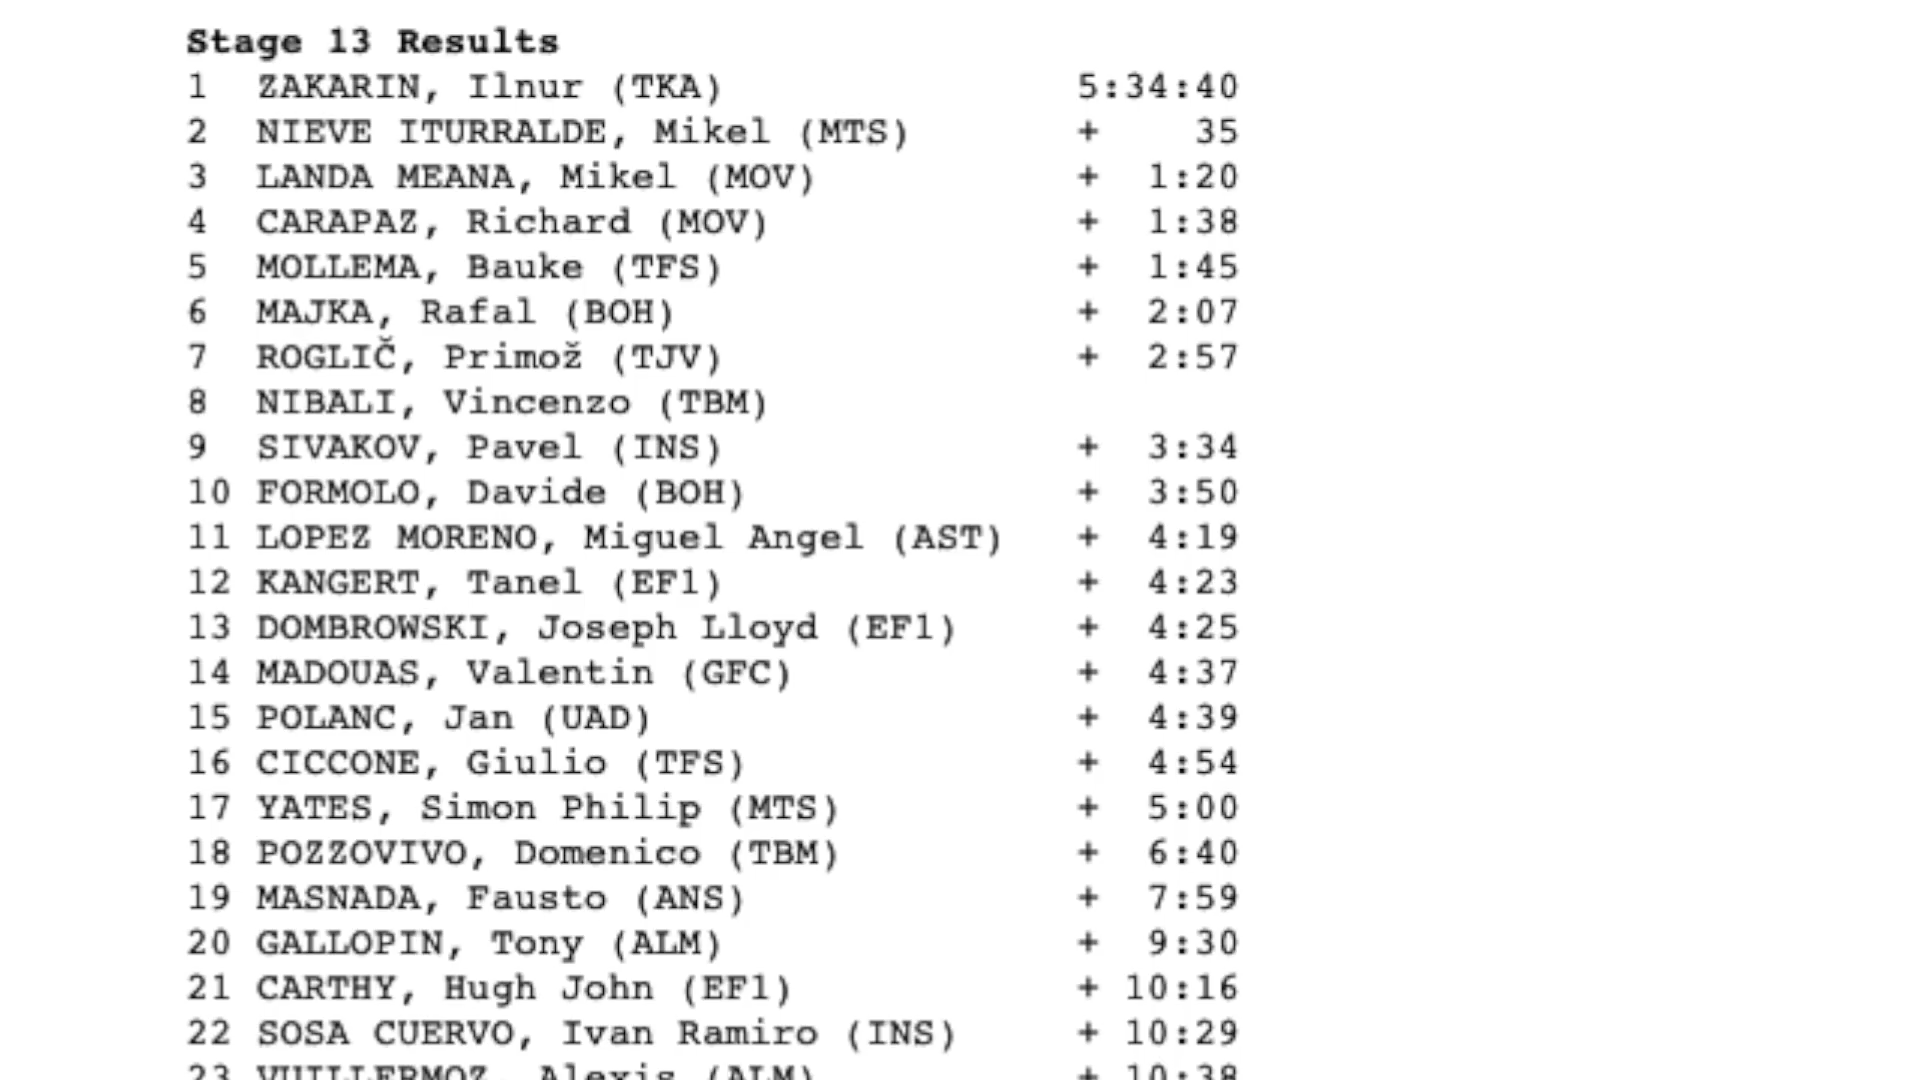 Stage 13 Results
1 ZAKARIN, Ilnur (TKA) 5:34:40
2 NIEVE ITURRALDE, Mikel (MTS) + 35
3 LANDA MEANA, Mikel (MOV) + 1:20
4 CARAPAZ, Richard (MOV) + 1:38
5 MOLLEMA, Bauke (TFS) + 1:45
6 MAJKA, Rafal (BOH) + 2:07
7 ROGLIČ, Primož (TJV) + 2:57
8 NIBALI, Vincenzo (TBM)
9 SIVAKOV, Pavel (INS) + 3:34
10 FORMOLO, Davide (BOH) + 3:50
11 LOPEZ MORENO, Miguel Angel (AST) + 4:19
12 KANGERT, Tanel (EF1) + 4:23
13 DOMBROWSKI, Joseph Lloyd (EF1) + 4:25
14 MADOUAS, Valentin (GFC) + 4:37
15 POLANC, Jan (UAD) + 4:39
16 CICCONE, Giulio (TFS) + 4:54
17 YATES, Simon Philip (MTS) + 5:00
18 POZZOVIVO, Domenico (TBM) + 6:40
19 MASNADA, Fausto (ANS) + 7:59
20 GALLOPIN, Tony (ALM) + 9:30
21 CARTHY, Hugh John (EF1) + 10:16
22 SOSA CUERVO, Ivan Ramiro (INS) + 10:29
23 VUILLERMOZ, Alexis (ALM) + 10:38